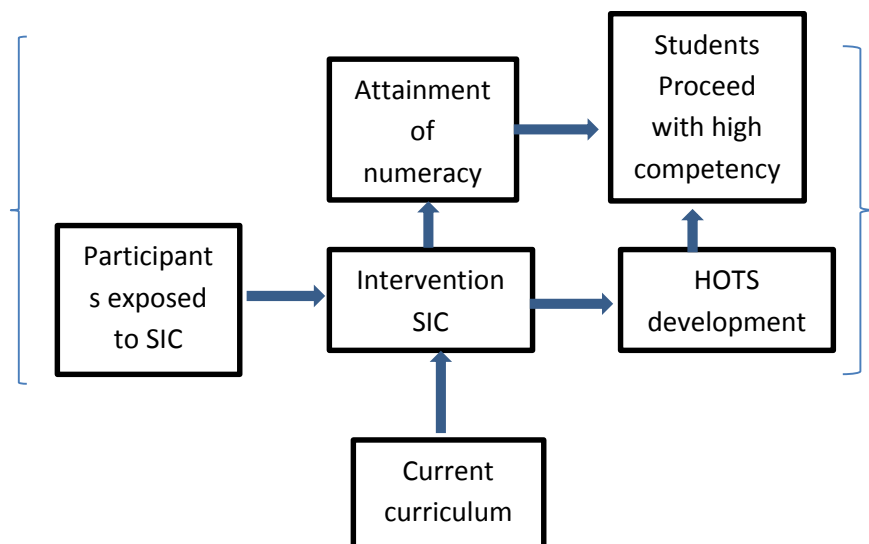 Students
Proceed
with high
competency
Attainment
of
numeracy
Participant
s exposed
to SIC
Intervention
SIC
HOTS
development
Current
curriculum